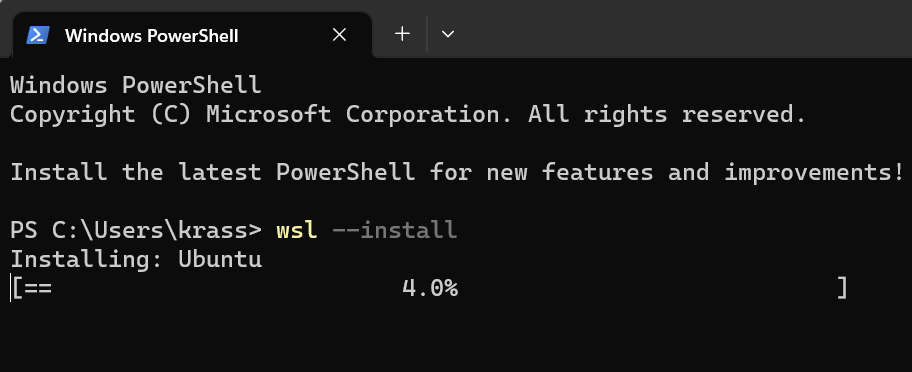 Windows PowerShell
Windows PowerShell
Copyright (C) Microsoft Corporation. All rights reserved.
Install the latest PowerShell for new features and improvements!
PS C:\Users\krass> wsl --install
Installing: Ubuntu
[== 4.0% ]